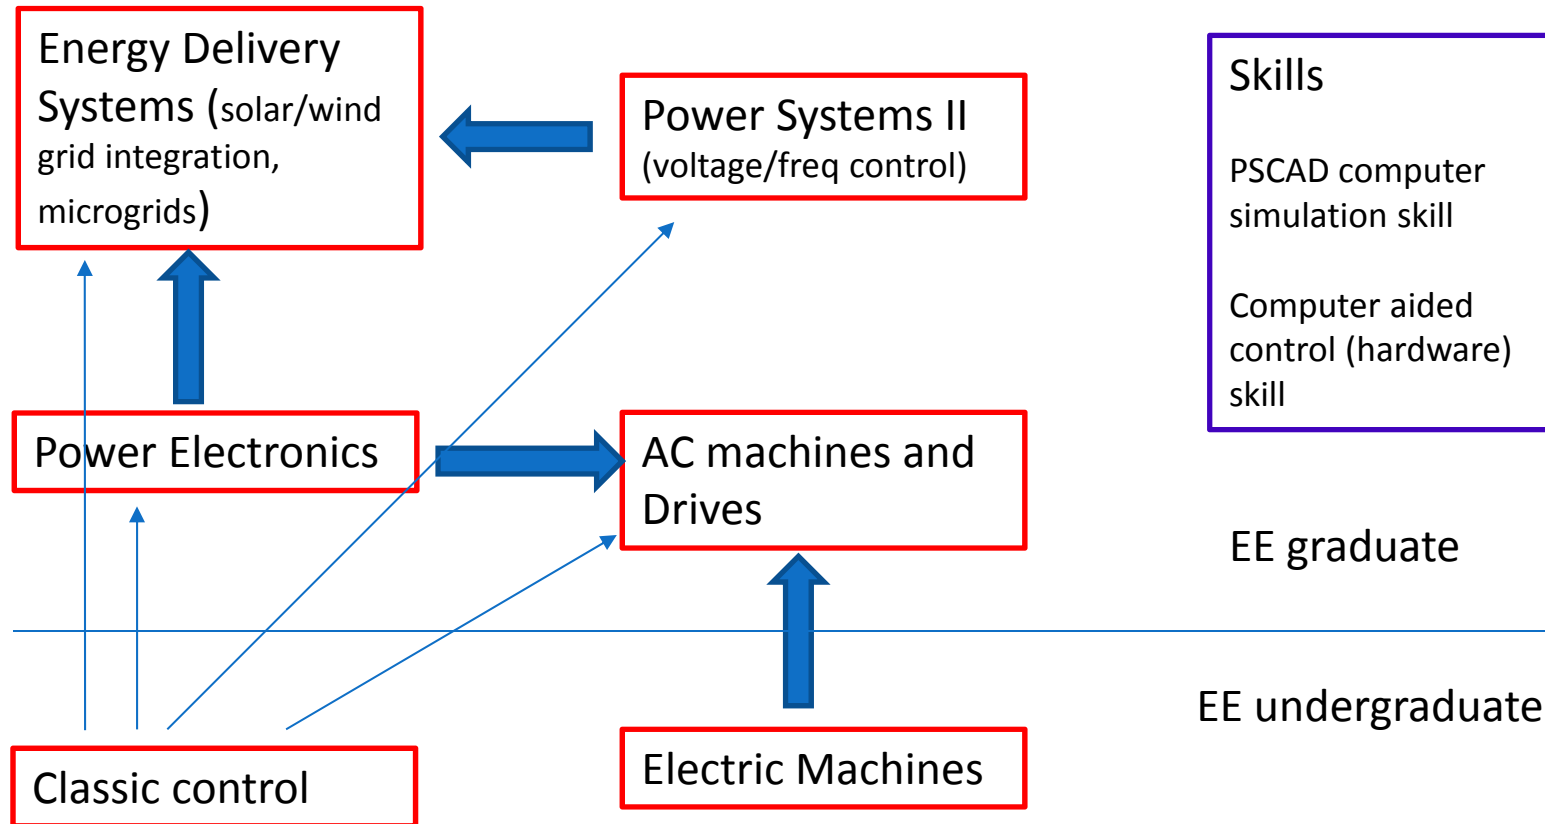 Energy Delivery
Systems (solar/wind
grid integration,
microgrids)
Power Systems II
(voltage/freq control)
Skills
PSCAD computer
simulation skill
Computer aided
control (hardware)
skill
Power Electronics
AC machines and
Drives
EE graduate
EE undergraduate
Classic control
Electric Machines